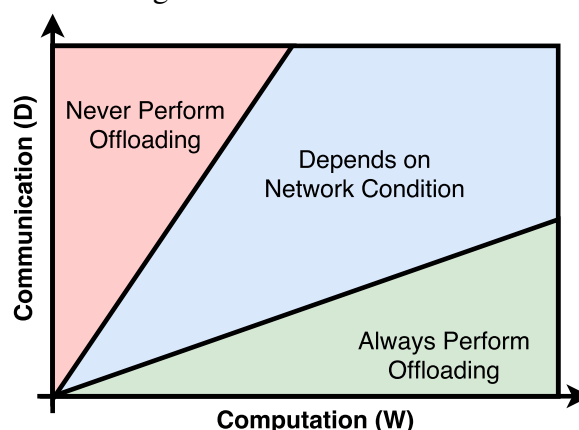 Never Perform
Offloading
Depends on
Network Condition
Always Perform
Offloading
Communication (D)
Computation (W)